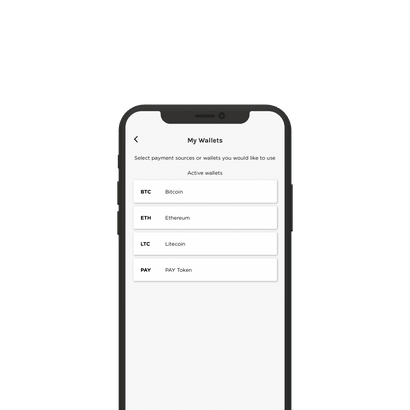 My Wallets
Select payment sources or wallets you would like to use
Active wallets
BTC Bitcoin
ETH Ethereum
LTC Litecoin
PAY PAY Token